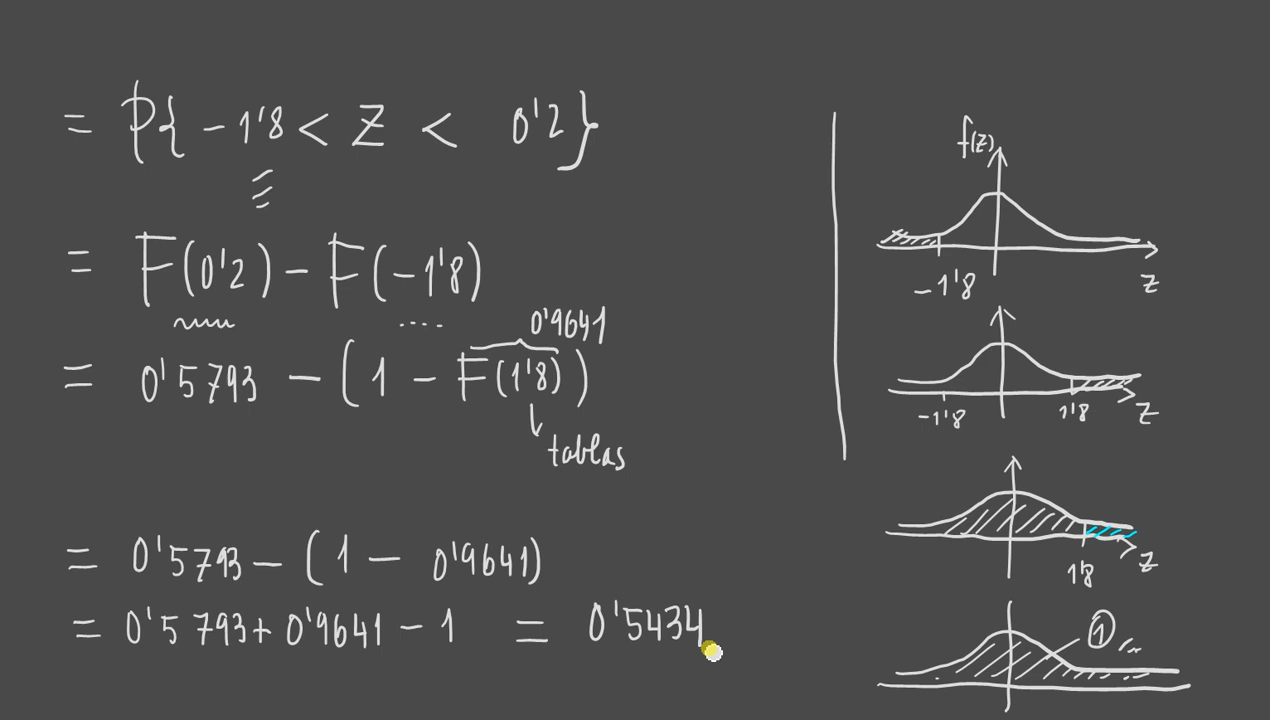 = P{ - 1'8 < Z < 0'2}
= F(0'2) - F(-1'8)
0'9641
= 0'5793 - (1 - F(1'8))
tablas
= 0'5793 - (1 - 0'9641)
= 0'5793 + 0'9641 - 1 = 0'5434
f(z)
-1'8 z
-1'8 1'8 z
1'8 z
1